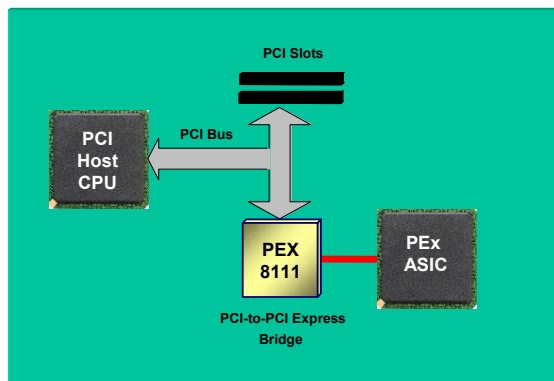 PCI Slots
PCI Bus
PCI
Host
CPU
PEX
8111
PEx
ASIC
PCI-to-PCI Express
Bridge